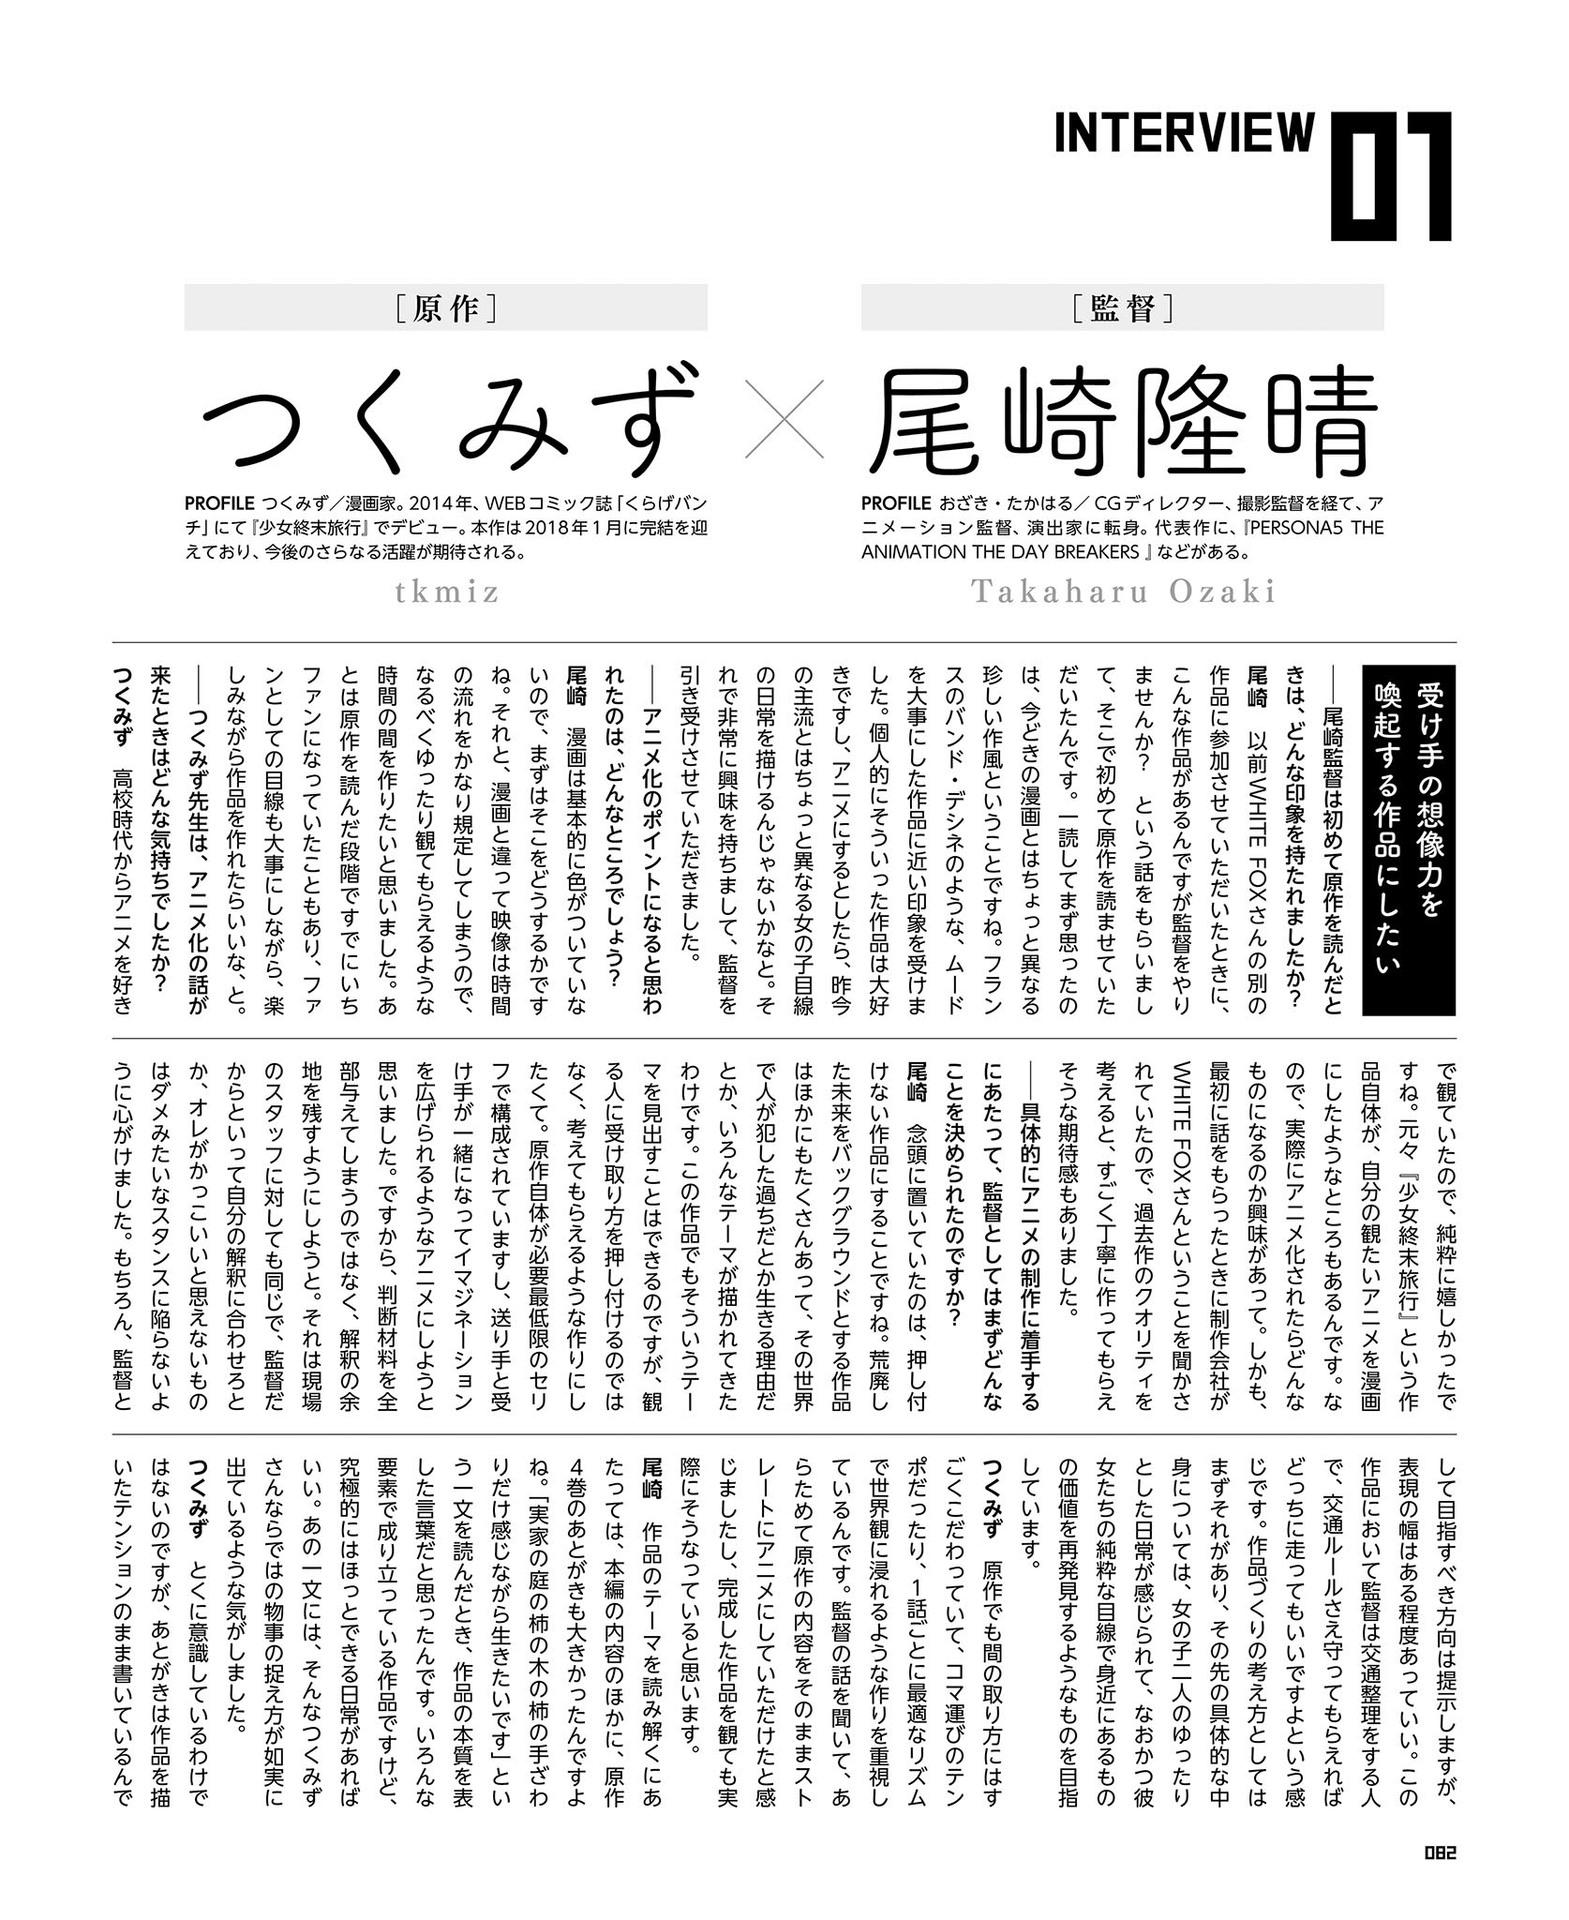 INTERVIEW 01
[監督]
尾崎隆晴
PROFILE おざき・たかはる／CGディレクター、撮影監督を経て、ア
ニメーション監督、演出家に転身。代表作に、『PERSONA5 THE
ANIMATION THE DAY BREAKERS 』などがある。
Takaharu Ozaki
×
[原作]
つくみず
PROFILE つくみず／漫画家。2014年、WEBコミック誌「くらげバン
チ」にて『少女終末旅行』でデビュー。本作は2018年1月に完結を迎
えており、今後のさらなる活躍が期待される。
tkmiz
受け手の想像力を
喚起する作品にしたい
――尾崎監督は初めて原作を読んだと
きは、どんな印象を持たれましたか？
尾崎　以前WHITE FOXさんの別の
作品に参加させていただいたときに、
こんな作品があるんですが監督をやり
ませんか？　という話をもらいまし
て、そこで初めて原作を読ませていた
だいたんです。一読してまず思ったの
は、今どきの漫画とはちょっと異なる
珍しい作風ということですね。フラン
スのバンド・デシネのような、ムード
を大事にした作品に近い印象を受けま
した。個人的にそういった作品は大好
きですし、アニメにするとしたら、昨今
の主流とはちょっと異なる女の子目線
の日常を描けるんじゃないかなと。そ
れで非常に興味を持ちまして、監督を
引き受けさせていただきました。
――アニメ化のポイントになると思わ
れたのは、どんなところでしょう？
尾崎　漫画は基本的に色がついていな
いので、まずはそこをどうするかです
ね。それと、漫画と違って映像は時間
の流れをかなり規定してしまうので、
なるべくゆったり観てもらえるような
時間の間を作りたいと思いました。あ
とは原作を読んだ段階ですでにいち
ファンになっていたこともあり、ファ
ンとしての目線も大事にしながら、楽
しみながら作品を作れたらいいな、と。
――つくみず先生は、アニメ化の話が
来たときはどんな気持ちでしたか？
つくみず　高校時代からアニメを好き
で観ていたので、純粋に嬉しかったで
すね。元々『少女終末旅行』という作
品自体が、自分の観たいアニメを漫画
にしたようなところもあるんです。な
ので、実際にアニメ化されたらどんな
ものになるのか興味があって。しかも、
最初に話をもらったときに制作会社が
WHITE FOXさんということを聞かさ
れていたので、過去作のクオリティを
考えると、すごく丁寧に作ってもらえ
そうな期待感もありました。
――具体的にアニメの制作に着手する
にあたって、監督としてはまずどんな
ことを決められたのですか？
尾崎　念頭に置いていたのは、押し付
けない作品にすることですね。荒廃し
た未来をバックグラウンドとする作品
はほかにもたくさんあって、その世界
で人が犯した過ちだとか生きる理由だ
とか、いろんなテーマが描かれてきた
わけです。この作品でもそういうテー
マを見出すことはできるのですが、観
る人に受け取り方を押し付けるのでは
なく、考えてもらえるような作りにし
たくて。原作自体が必要最低限のセリ
フで構成されていますし、送り手と受
け手が一緒になってイマジネーション
を広げられるようなアニメにしようと
思いました。ですから、判断材料を全
部与えてしまうのではなく、解釈の余
地を残すようにしようと。それは現場
のスタッフに対しても同じで、監督だ
からといって自分の解釈に合わせろと
か、オレがかっこいいと思えないもの
はダメみたいなスタンスに陥らないよ
うに心がけました。もちろん、監督と
して目指すべき方向は提示しますが、
表現の幅はある程度あっていい。この
作品において監督は交通整理をする人
で、交通ルールさえ守ってもらえれば
どっちに走ってもいいですよという感
じです。作品づくりの考え方としては
まずそれがあり、その先の具体的な中
身については、女の子二人のゆったり
とした日常が感じられて、なおかつ彼
女たちの純粋な目線で身近にあるもの
の価値を再発見するようなものを目指
しています。
つくみず　原作でも間の取り方にはす
ごくこだわっていて、コマ運びのテン
ポだったり、1話ごとに最適なリズム
で世界観に浸れるような作りを重視し
ているんです。監督の話を聞いて、あ
らためて原作の内容をそのままスト
レートにアニメにしていただけたと感
じましたし、完成した作品を観ても実
際にそうなっていると思います。
尾崎　作品のテーマを読み解くにあ
たっては、本編の内容のほかに、原作
4巻のあとがきも大きかったんですよ
ね。「実家の庭の柿の木の柿の手ざわ
りだけ感じながら生きたいです」とい
う一文を読んだとき、作品の本質を表
した言葉だと思ったんです。いろんな
要素で成り立っている作品ですけど、
究極的にはほっとできる日常があれば
いい。あの一文には、そんなつくみず
さんならではの物事の捉え方が如実に
出ているような気がしました。
つくみず　とくに意識しているわけで
はないのですが、あとがきは作品を描
いたテンションのまま書いているんで
082